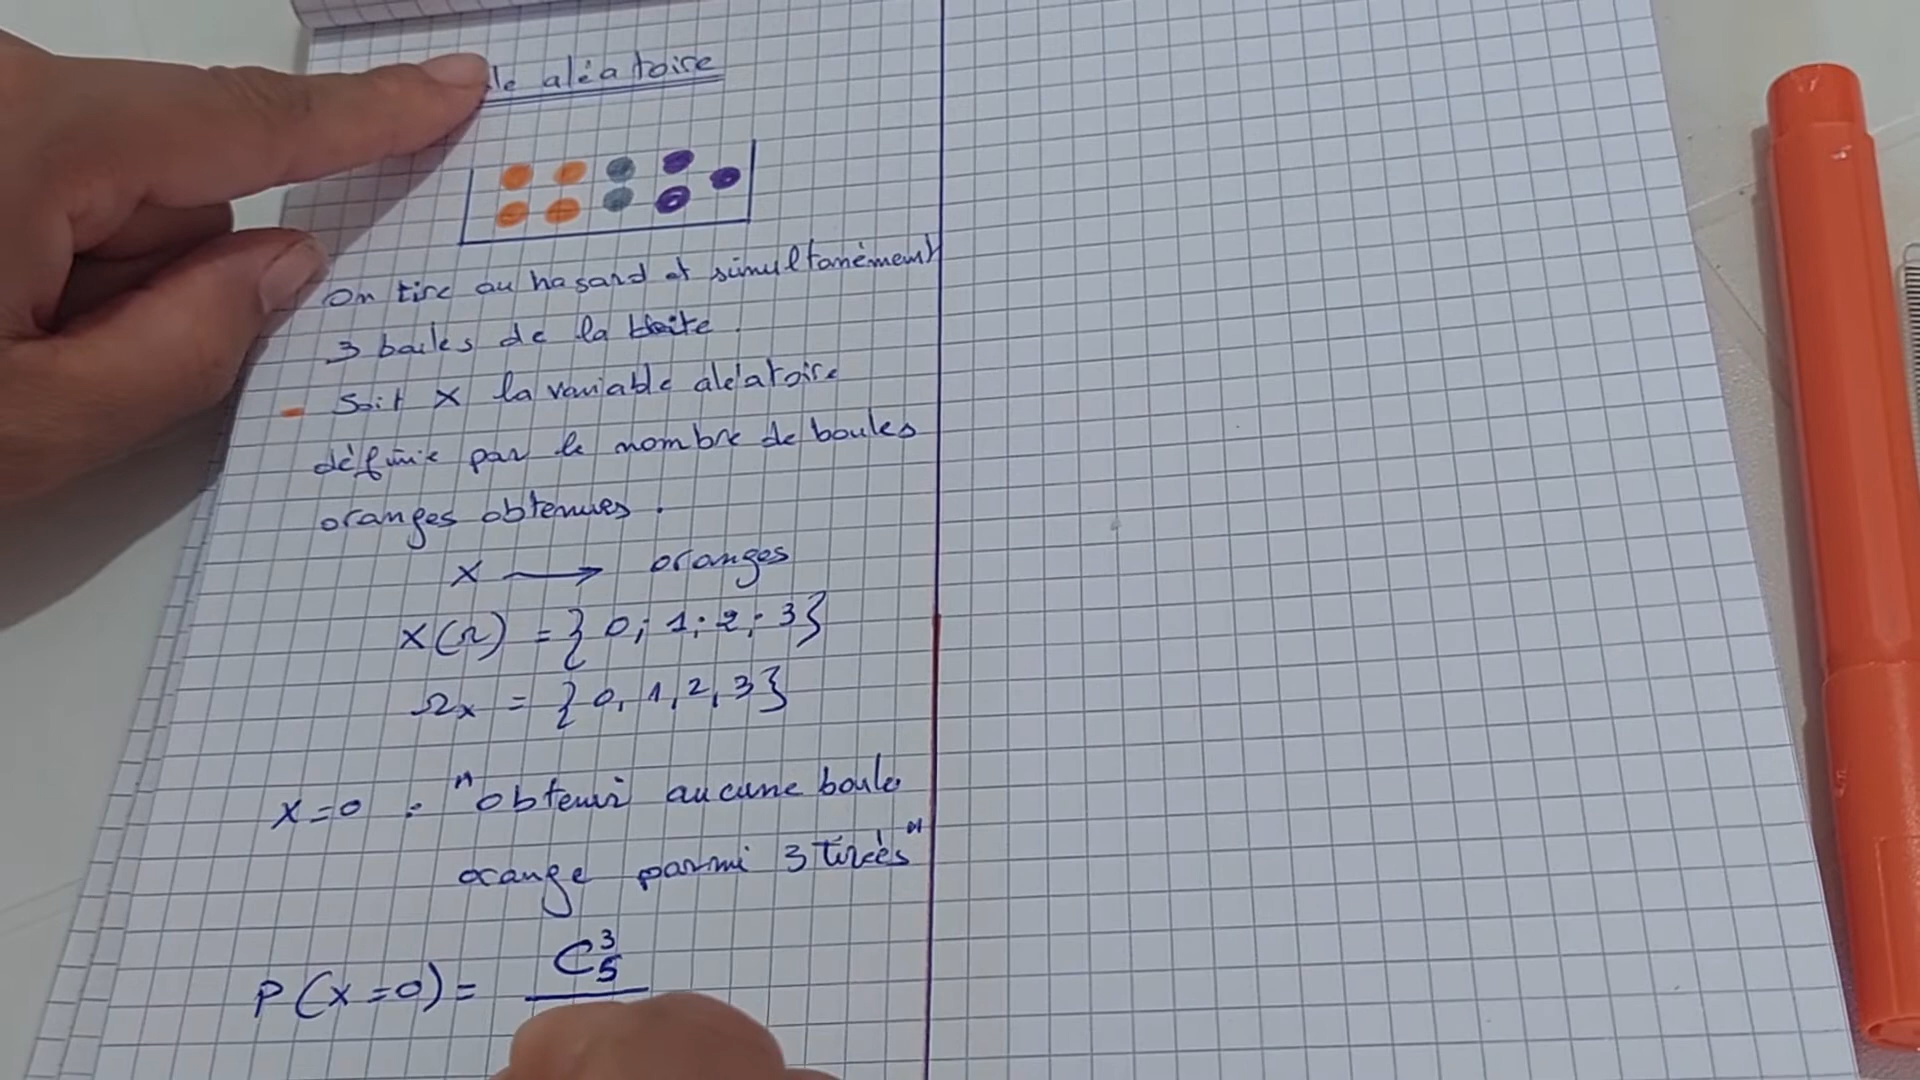 le aléatoire
On tire au hasard et simultanément
3 boules de la boite.
- Soit X la variable aléatoire
définie par le nombre de boules
oranges obtenues.
X → oranges
X(Ω) = {0; 1; 2; 3}
Ωx = {0, 1, 2, 3}
X=0 : "obtenir aucune boule
orange parmi 3 tirées"
P(X=0) = C³₅